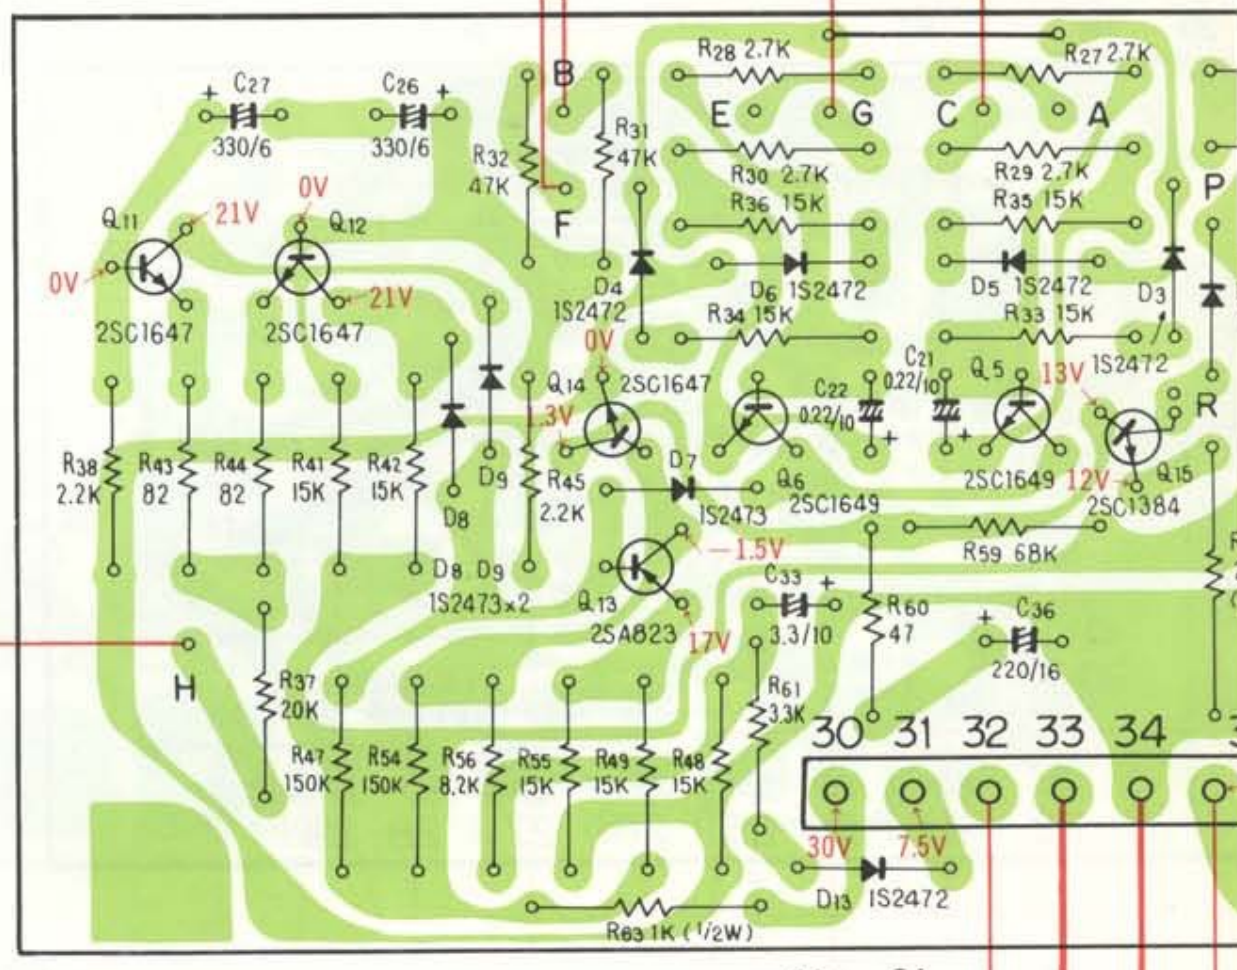 R28 2.7K
R27 2.7K
C27
330/6
C26
330/6
B
R32
47K
R31
47K
E
G
C
A
R30 2.7K
R36 15K
R29 2.7K
R35 15K
P
F
Q11
21V
0V
2SC1647
0V
Q12
21V
2SC1647
D4
1S2472
D6 1S2472
R34 15K
D5 1S2472
R33 15K
D3
1S2472
0V
Q14
2SC1647
1.3V
C22
0.22/10
C21
0.22/10
Q5
13V
R
R38
2.2K
R43
82
R44
82
R41
15K
R42
15K
D8
D9
R45
2.2K
D7
1S2473
Q6
2SC1649
2SC1649
12V
Q15
2SC1384
R59 68K
D8 D9
1S2473×2
Q13
2SA823
-1.5V
17V
C33
3.3/10
R60
47
C36
220/16
H
R37
20K
R47
150K
R54
150K
R56
8.2K
R55
15K
R49
15K
R48
15K
R61
3.3K
30 31 32 33 34
30V
7.5V
D13 1S2472
R63 1K (1/2W)